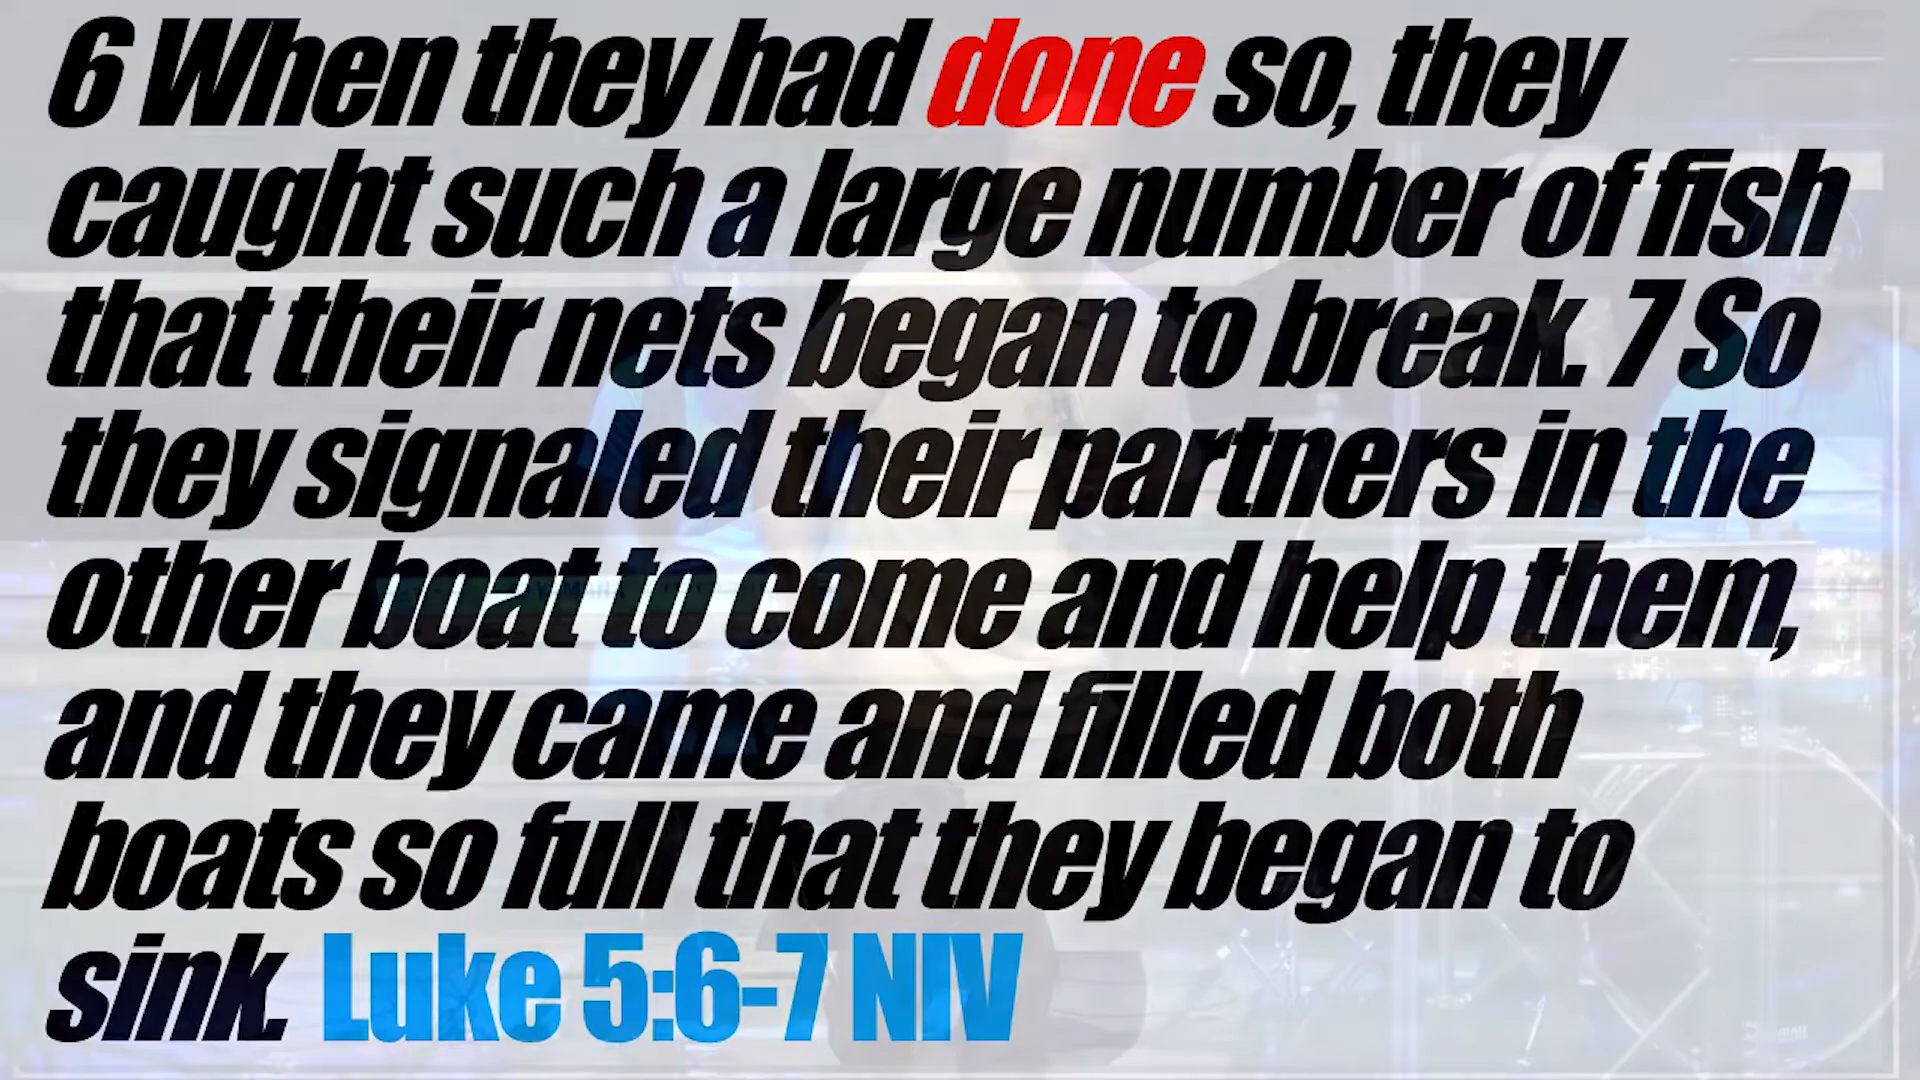 6 When they had done so, they
caught such a large number of fish
that their nets began to break. 7 So
they signaled their partners in the
other boat to come and help them,
and they came and filled both
boats so full that they began to
sink. Luke 5:6-7 NIV
YAMAHA